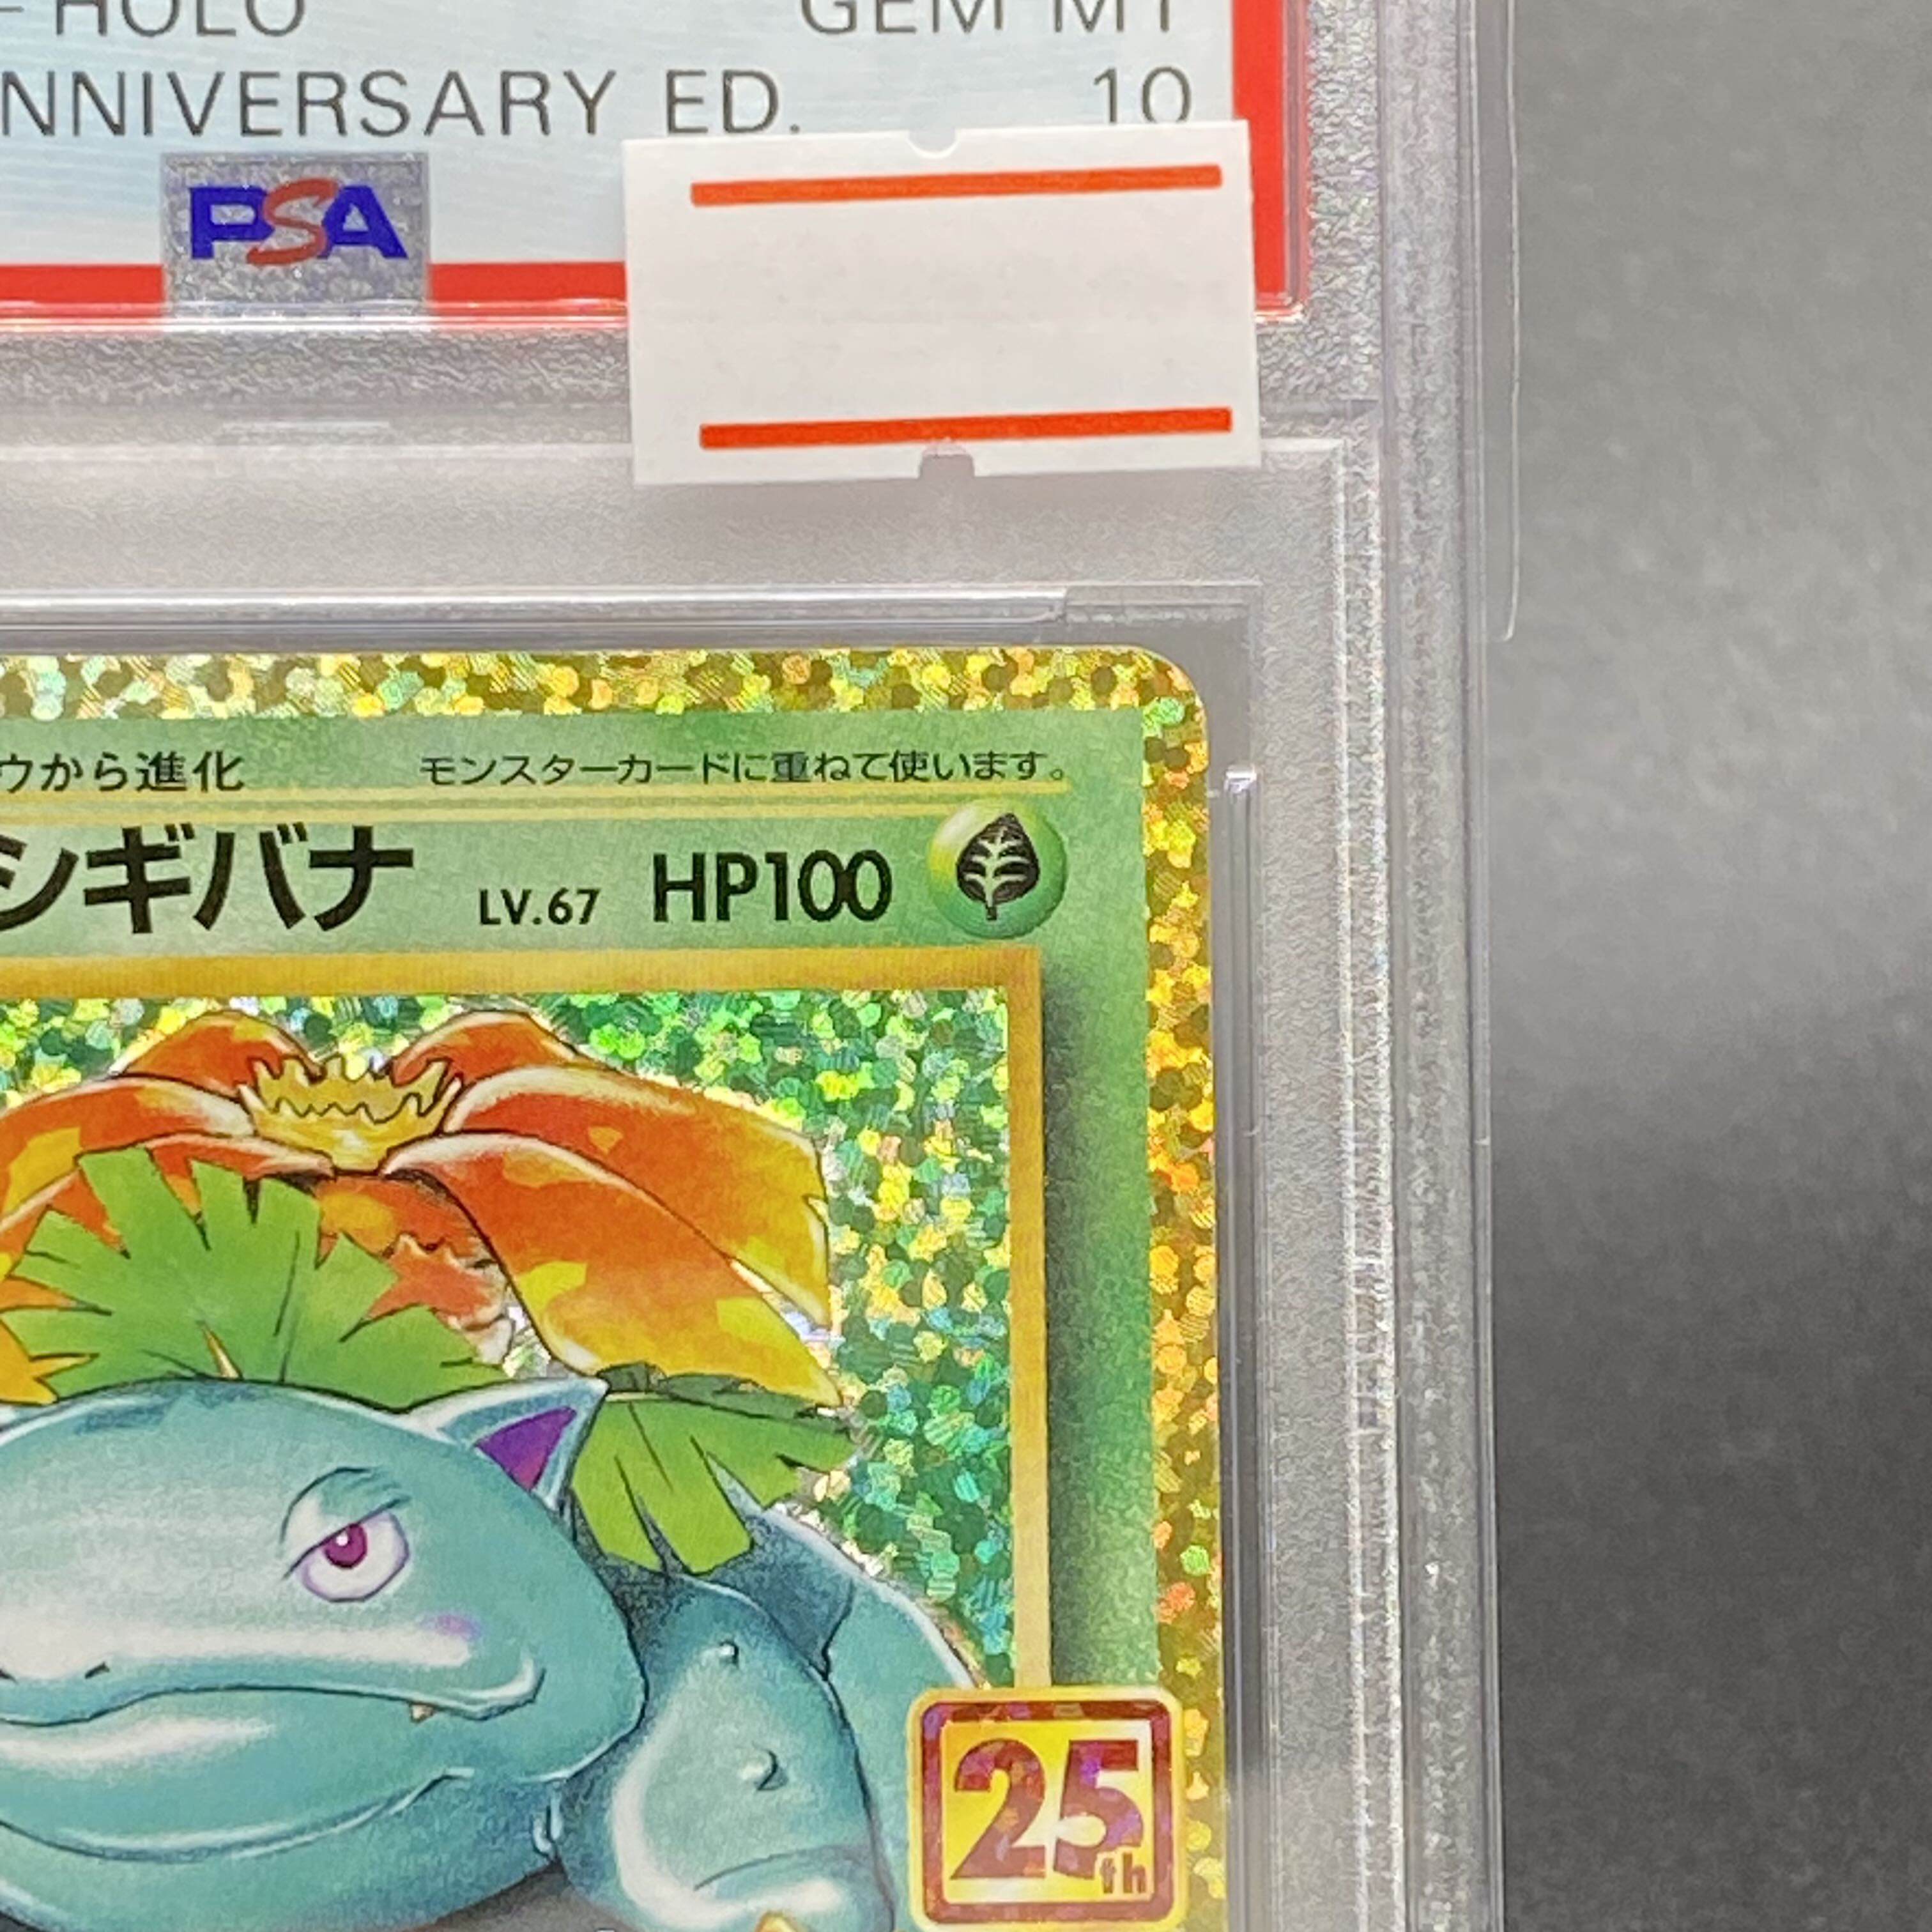 - HOLO GEM MT
NNIVERSARY ED. 10
PSA
ウから進化 モンスターカードに重ねて使います。
シギバナ LV.67 HP100
25th